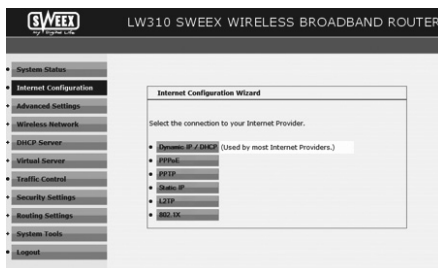 SWEEX
my Digital Life
LW310 SWEEX WIRELESS BROADBAND ROUTER
System Status
Internet Configuration
Advanced Settings
Wireless Network
DHCP Server
Virtual Server
Traffic Control
Security Settings
Routing Settings
System Tools
Logout
Internet Configuration Wizard
Select the connection to your Internet Provider.
Dynamic IP / DHCP (Used by most Internet Providers.)
PPPoE
PPTP
Static IP
L2TP
802.1X